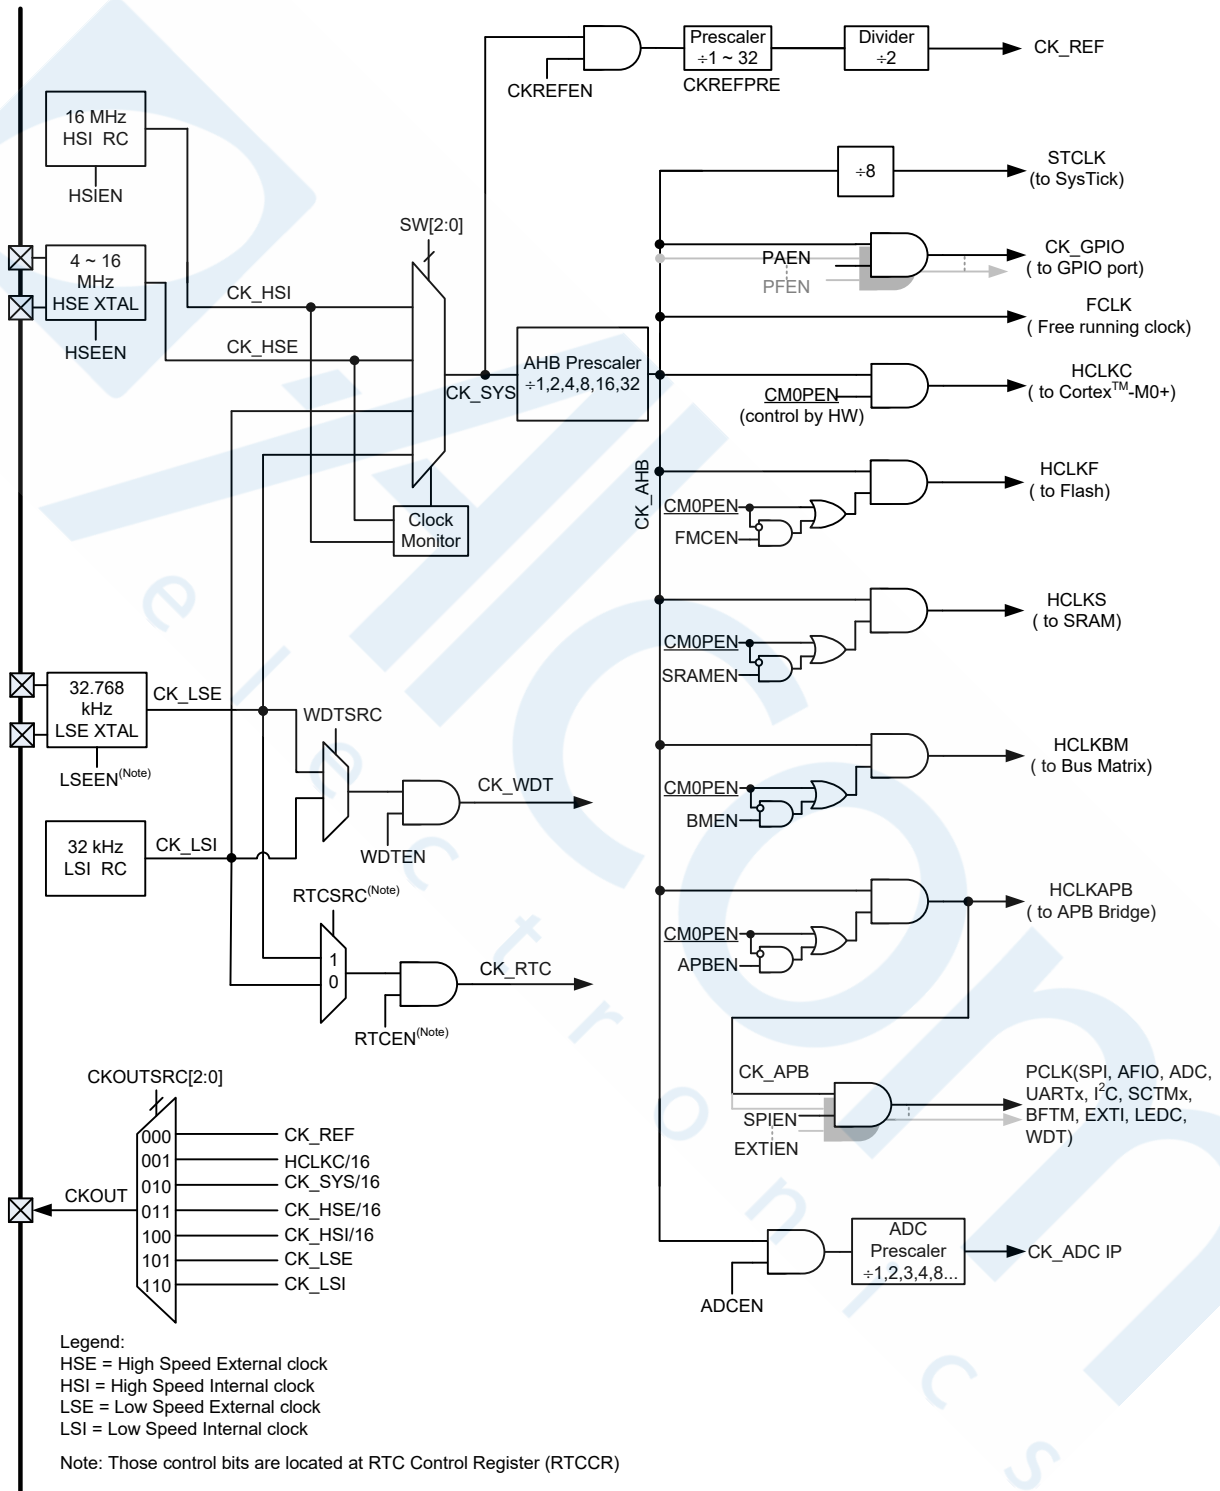 Prescaler
÷1 ~ 32
CKREFPRE
Divider
÷2
CK_REF
CKREFEN
16 MHz
HSI RC
HSIEN
÷8
STCLK
(to SysTick)
SW[2:0]
4 ~ 16
MHz
HSE XTAL
HSEEN
PAEN
PFEN
CK_GPIO
( to GPIO port)
CK_HSI
FCLK
( Free running clock)
CK_HSE
AHB Prescaler
÷1,2,4,8,16,32
CK_SYS
CM0PEN
(control by HW)
HCLKC
( to Cortex™-M0+)
CK_AHB
Clock
Monitor
CM0PEN
FMCEN
HCLKF
( to Flash)
CM0PEN
SRAMEN
HCLKS
( to SRAM)
32.768
kHz
LSE XTAL
CK_LSE
LSEEN(Note)
WDTSRC
CK_WDT
WDTEN
CM0PEN
BMEN
HCLKBM
( to Bus Matrix)
32 kHz
LSI RC
CK_LSI
RTCSRC(Note)
1
0
CK_RTC
RTCEN(Note)
CM0PEN
APBEN
HCLKAPB
( to APB Bridge)
CK_APB
SPIEN
EXTIEN
PCLK(SPI, AFIO, ADC,
UARTx, I²C, SCTMx,
BFTM, EXTI, LEDC,
WDT)
CKOUTSRC[2:0]
000 CK_REF
001 HCLKC/16
010 CK_SYS/16
CKOUT 011 CK_HSE/16
100 CK_HSI/16
101 CK_LSE
110 CK_LSI
ADC
Prescaler
÷1,2,3,4,8...
CK_ADC IP
ADCEN
Legend:
HSE = High Speed External clock
HSI = High Speed Internal clock
LSE = Low Speed External clock
LSI = Low Speed Internal clock
Note: Those control bits are located at RTC Control Register (RTCCR)
electronics